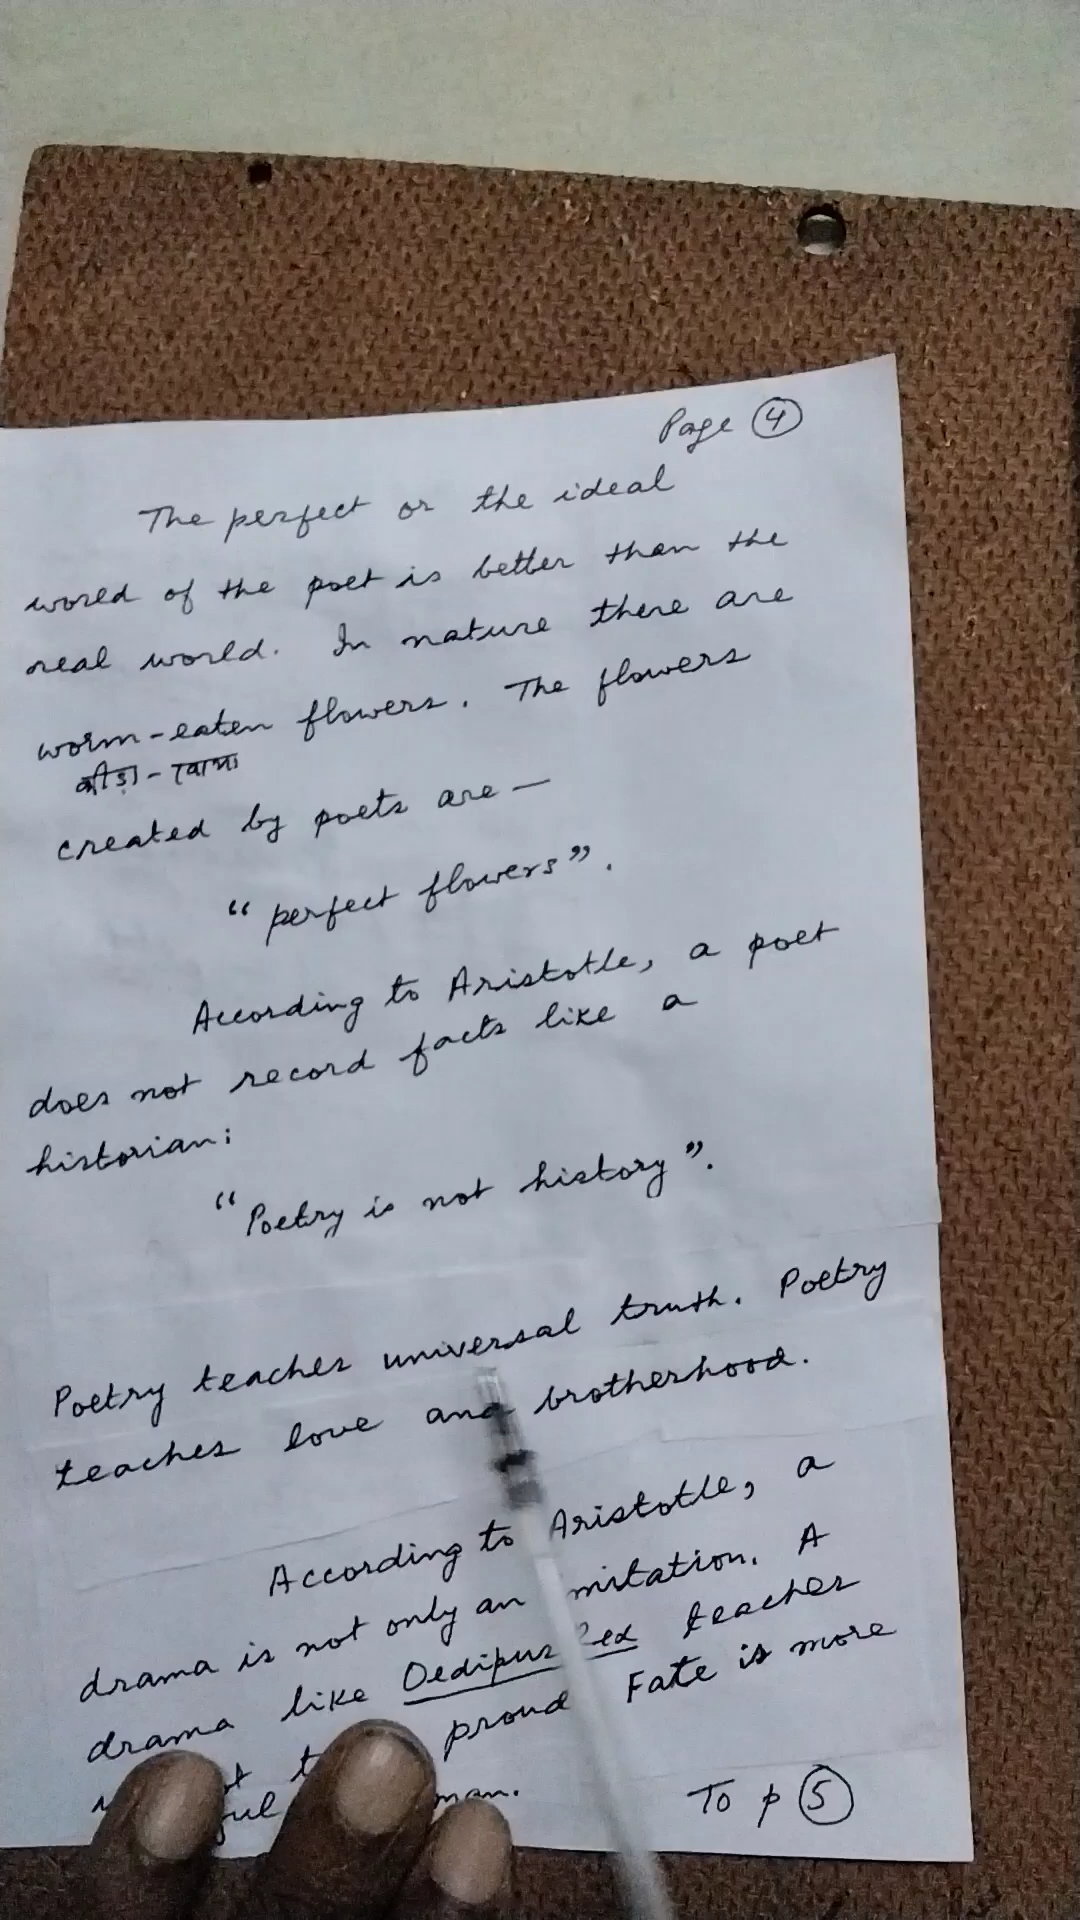 Page 4
The perfect or the ideal
world of the poet is better than the
real world. In nature there are
worm-eaten flowers. The flowers
कीड़ा-खाया
created by poets are —
"perfect flowers".
According to Aristotle, a poet
does not record facts like a
historian:
"Poetry is not history".
Poetry teaches universal truth. Poetry
teaches love and brotherhood.
According to Aristotle, a
drama is not only an imitation. A
drama like Oedipus Rex teaches
proud Fate is more
man.
To p 5